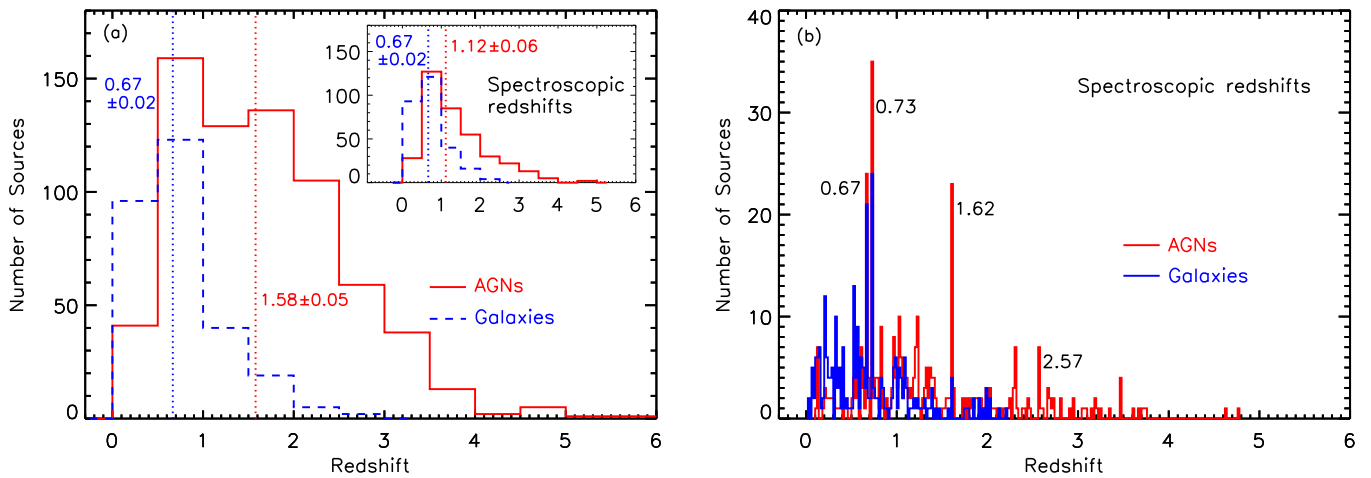 (a)
0.67
±0.02
1.58±0.05
AGNs
Galaxies
0
50
100
150
Number of Sources
0 1 2 3 4 5 6
Redshift
0.67
±0.02
1.12±0.06
Spectroscopic
redshifts
0
50
100
150
0 1 2 3 4 5 6
(b)
Spectroscopic redshifts
0.73
0.67
1.62
2.57
AGNs
Galaxies
0
10
20
30
40
Number of Sources
0 1 2 3 4 5 6
Redshift